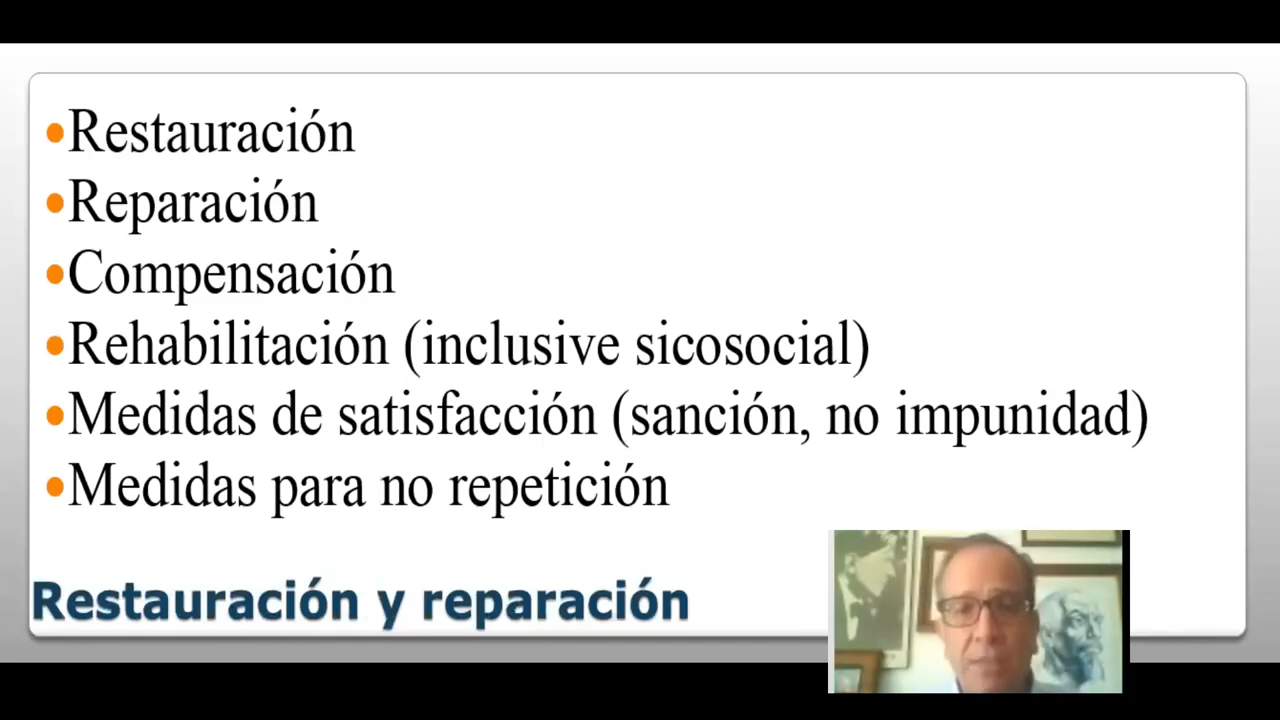 •Restauración
•Reparación
•Compensación
•Rehabilitación (inclusive sicosocial)
•Medidas de satisfacción (sanción, no impunidad)
•Medidas para no repetición
Restauración y reparación